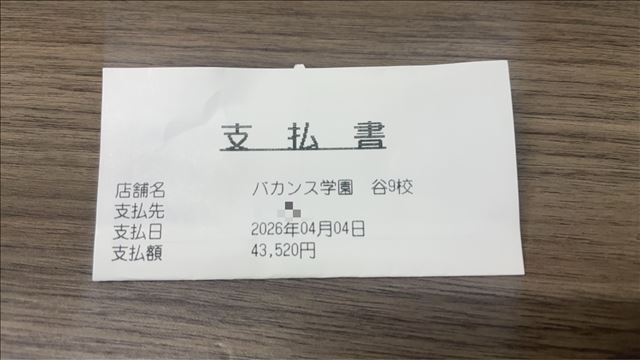 支払書
店舗名 バカンス学園 谷9校
支払先
支払日 2026年04月04日
支払額 43,520円